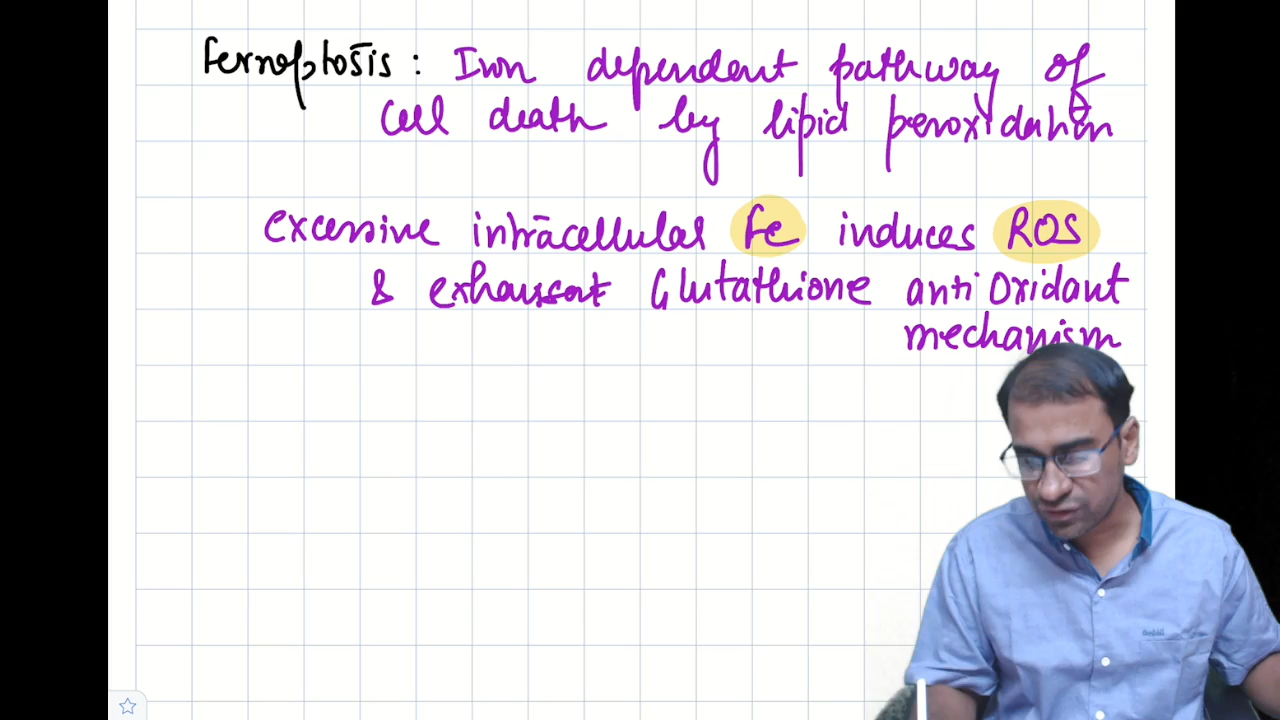 Ferroptosis : Iron dependent pathway of
cell death by lipid peroxidation
excessive intracellular Fe induces ROS
& exhaust Glutathione antioxidant
mechanism